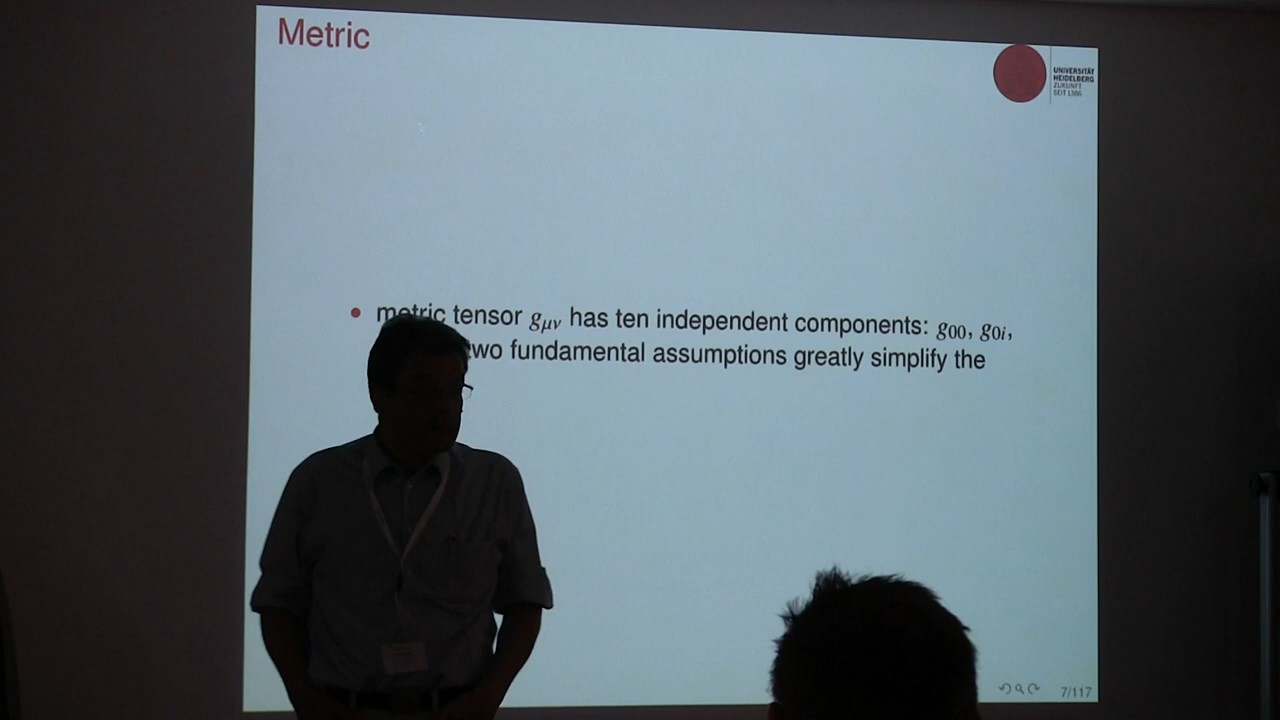 Metric
UNIVERSITÄT
HEIDELBERG
ZUKUNFT
SEIT 1386
• metric tensor gμν has ten independent components: g00, g0i,
two fundamental assumptions greatly simplify the
7/117